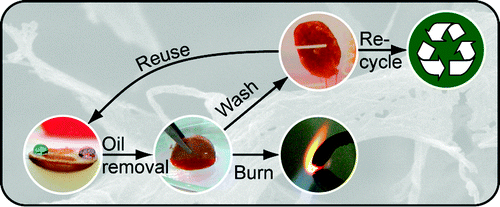 Reuse
Re-
cycle
Wash
Oil
removal
Burn